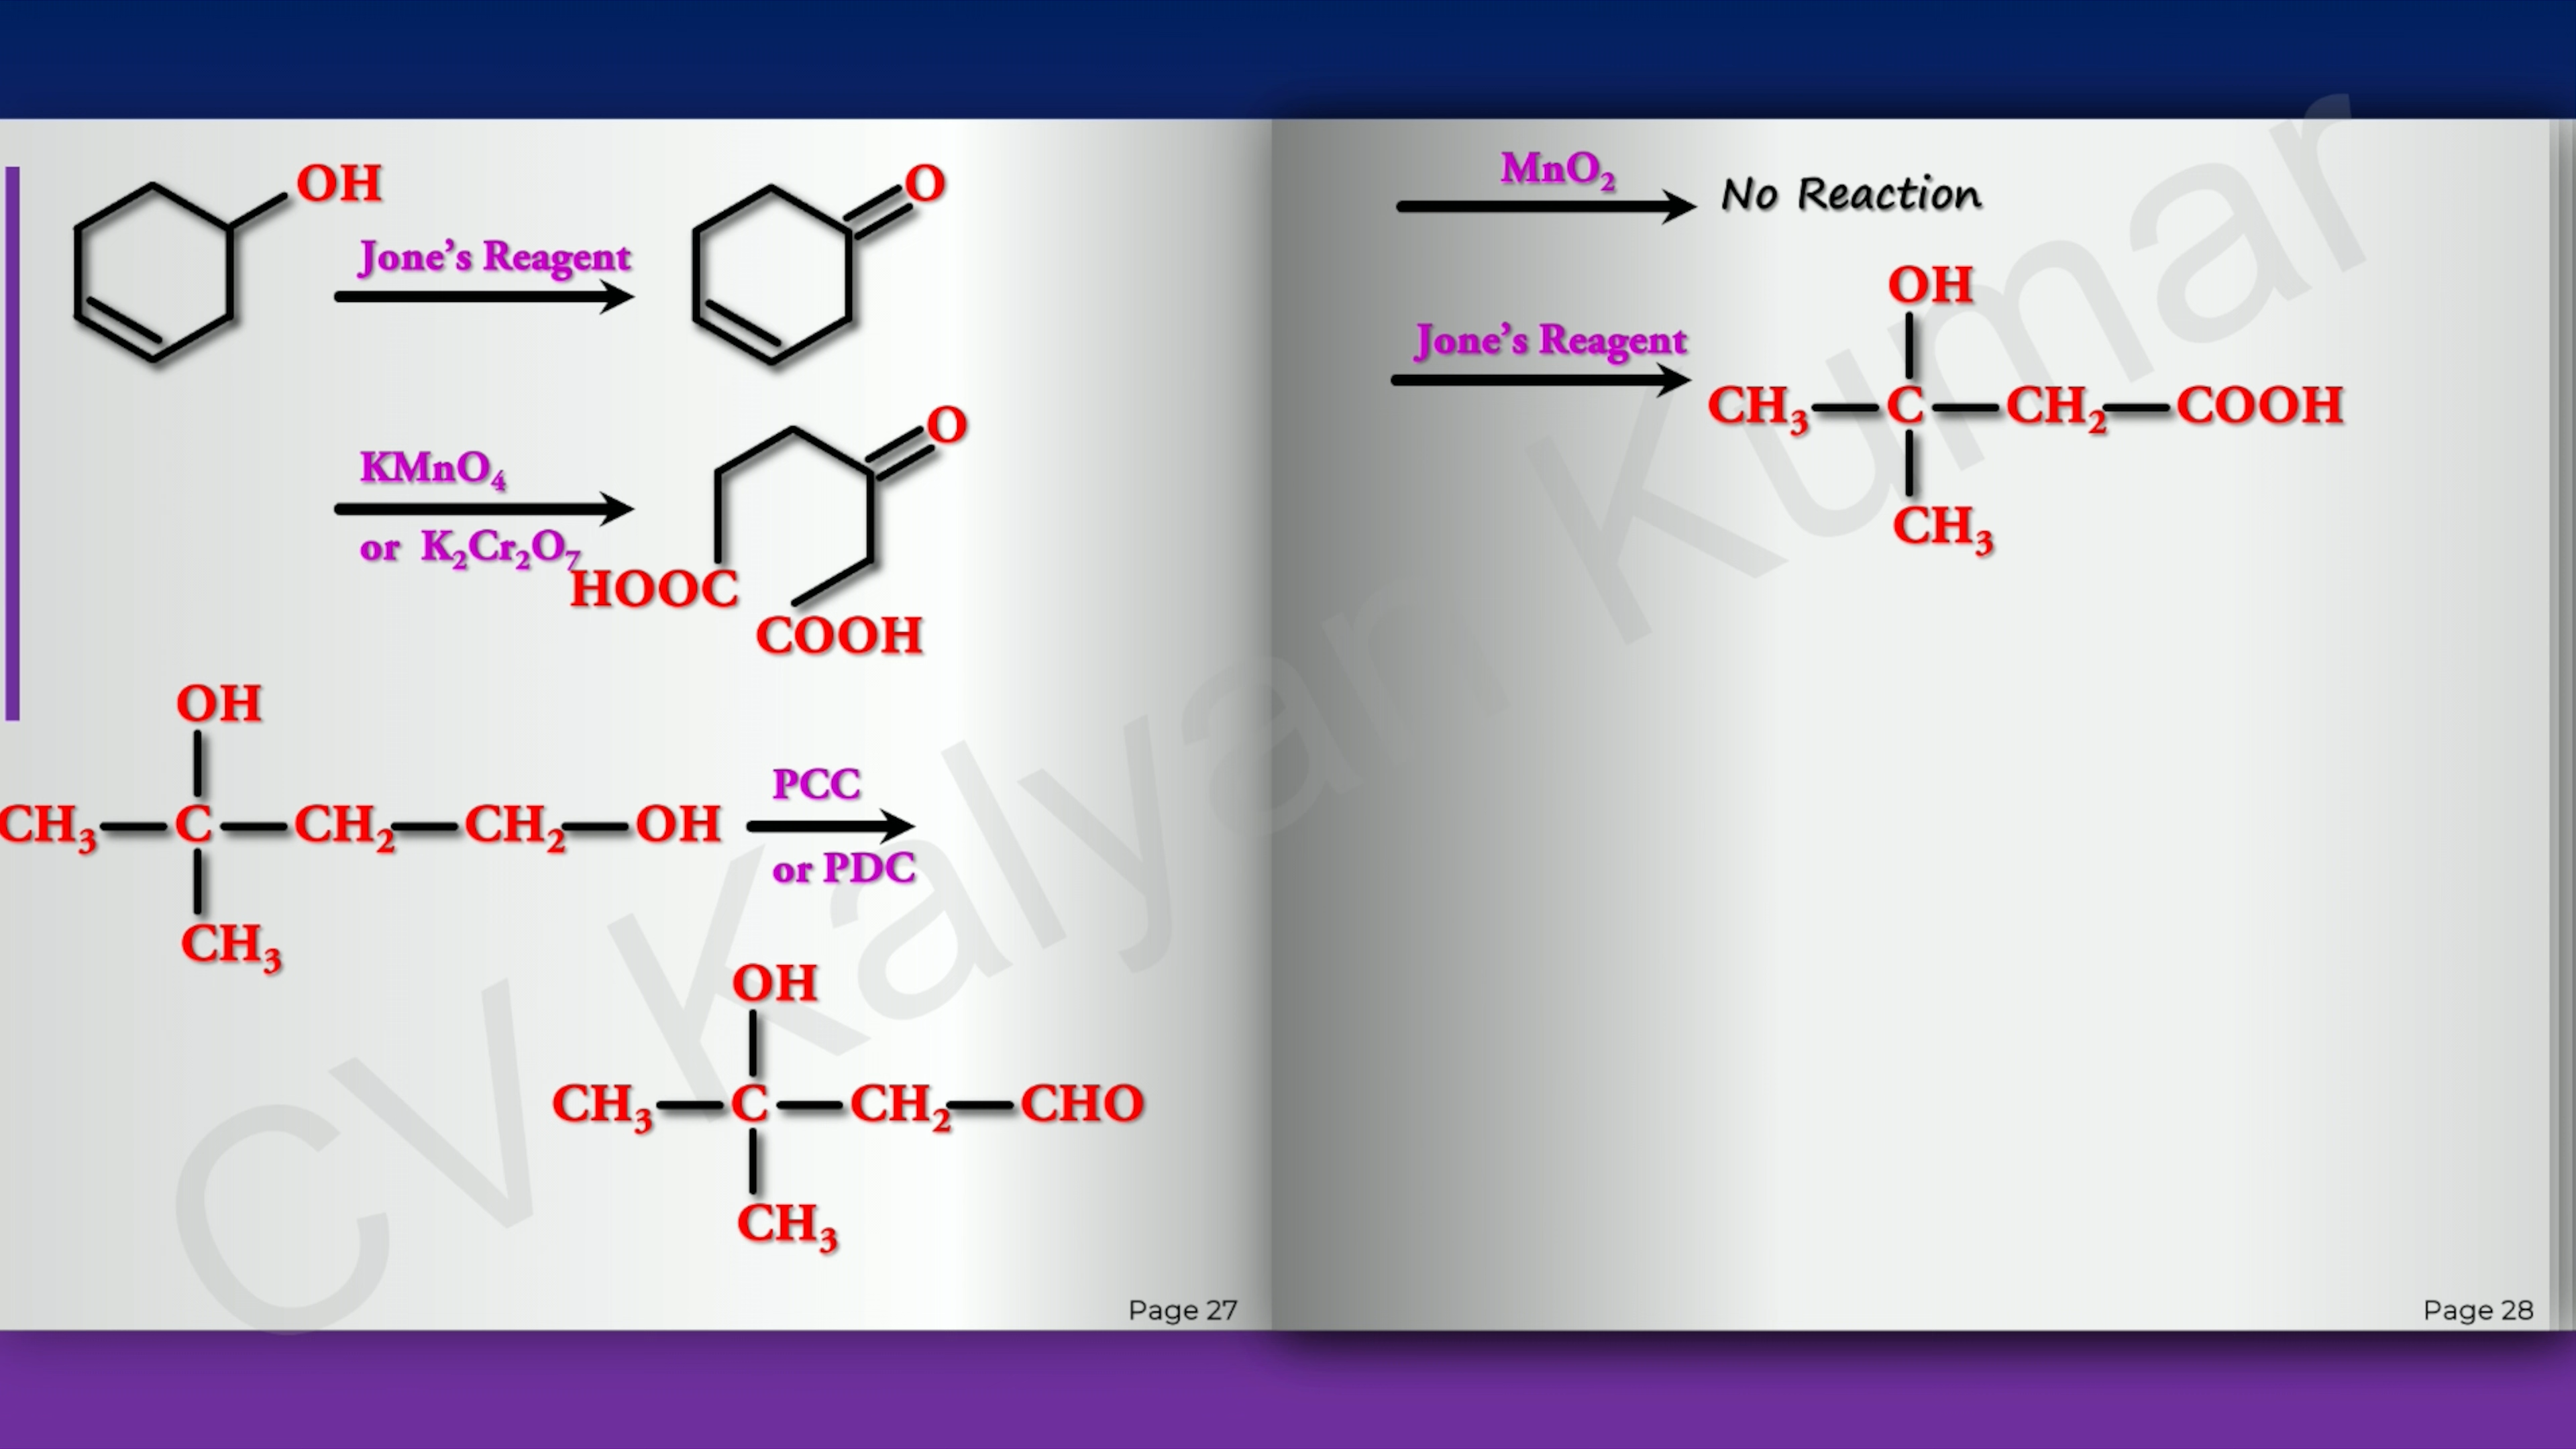 OH
O
Jone's Reagent
O
KMnO₄
or K₂Cr₂O₇
HOOC
COOH
OH
CH₃—C—CH₂—CH₂—OH
CH₃
PCC
or PDC
OH
CH₃—C—CH₂—CHO
CH₃
Page 27
MnO₂
No Reaction
Jone's Reagent
OH
CH₃—C—CH₂—COOH
CH₃
Page 28
CV Kalyan Kumar